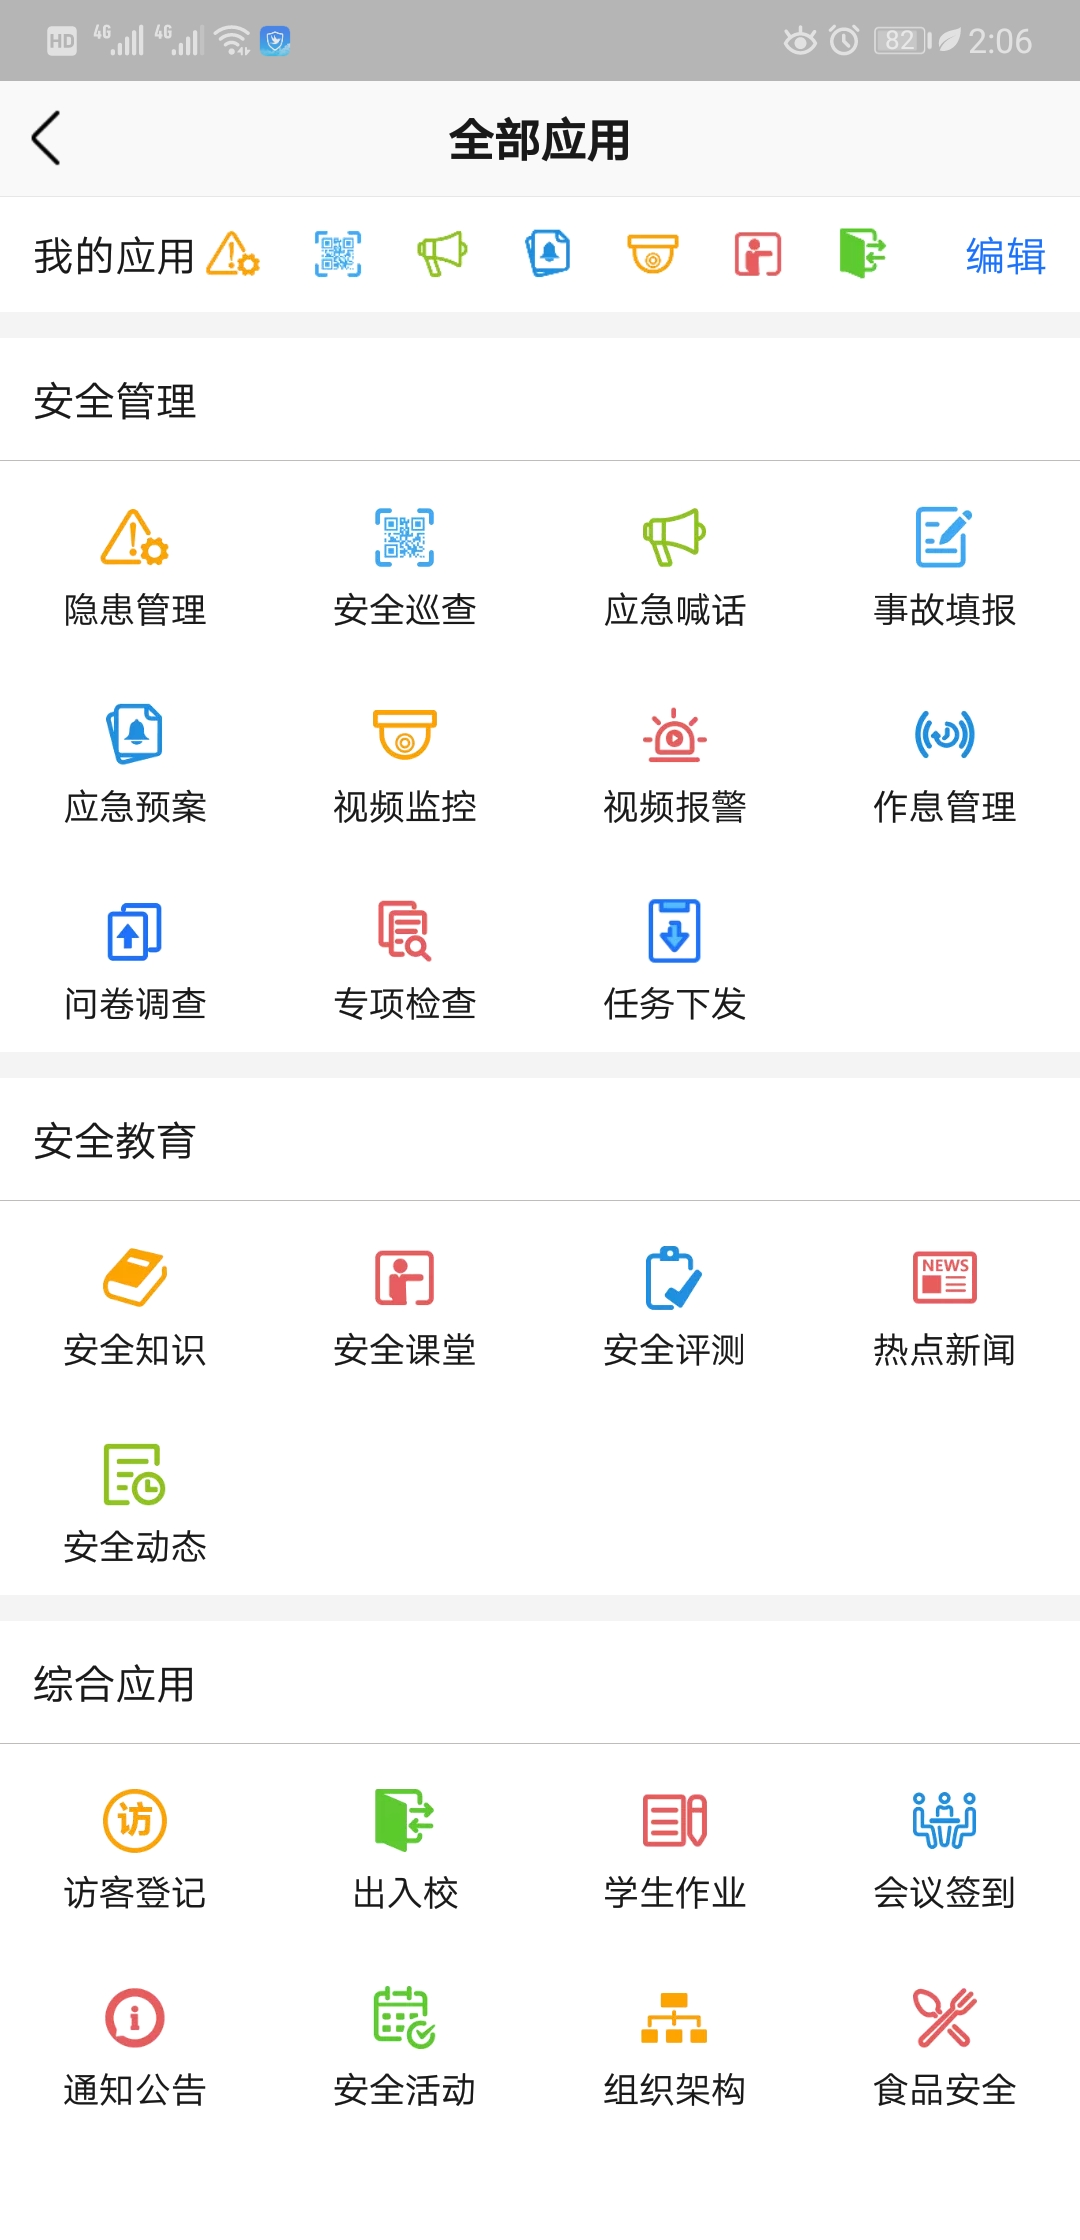 HD 4G 4G 82 2:06
全部应用
我的应用 编辑
安全管理
隐患管理 安全巡查 应急喊话 事故填报
应急预案 视频监控 视频报警 作息管理
问卷调查 专项检查 任务下发
安全教育
NEWS
安全知识 安全课堂 安全评测 热点新闻
安全动态
综合应用
访
访客登记 出入校 学生作业 会议签到
i
通知公告 安全活动 组织架构 食品安全